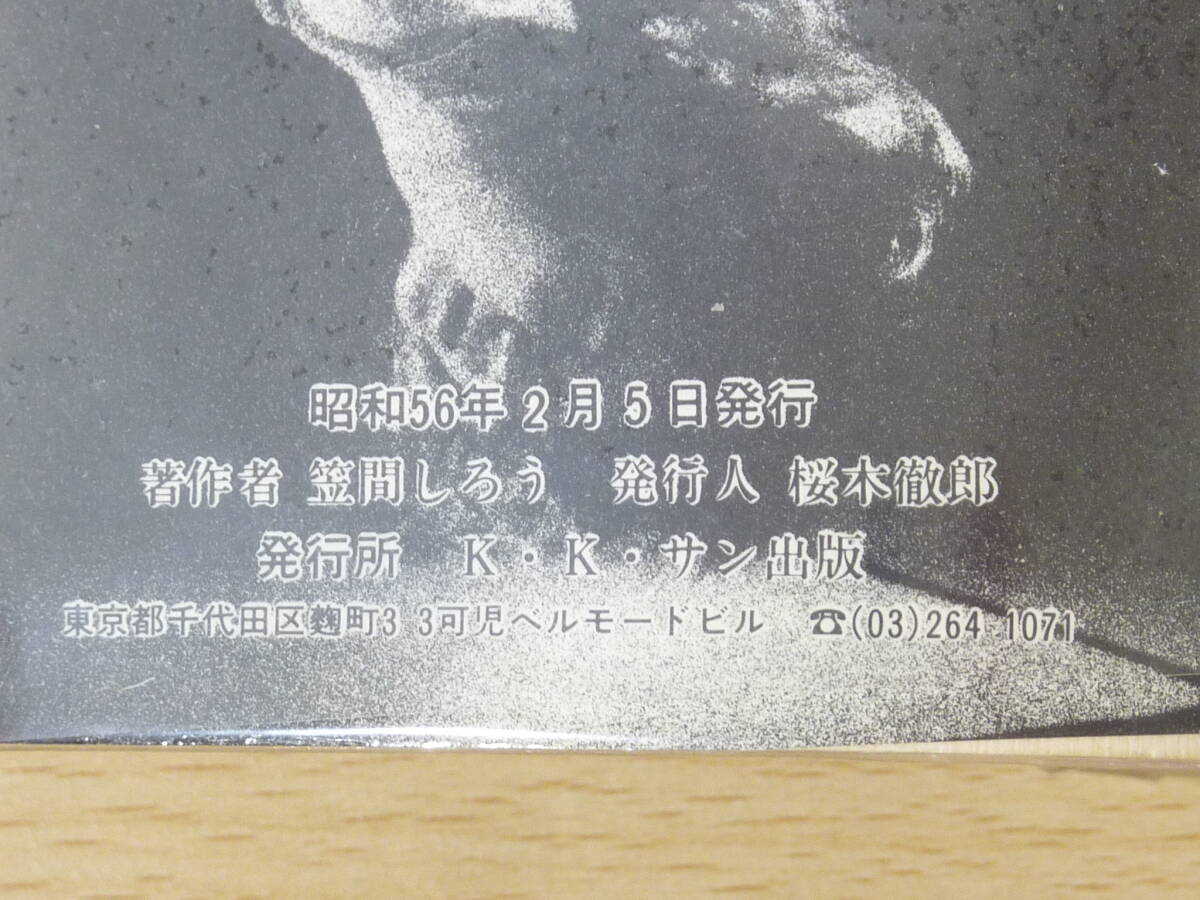 昭和56年2月5日発行
著作者 笠間しろう　発行人 桜木徹郎
発行所　K・K・サン出版
東京都千代田区麹町3 3可児ベルモードビル　☎(03)264 1071